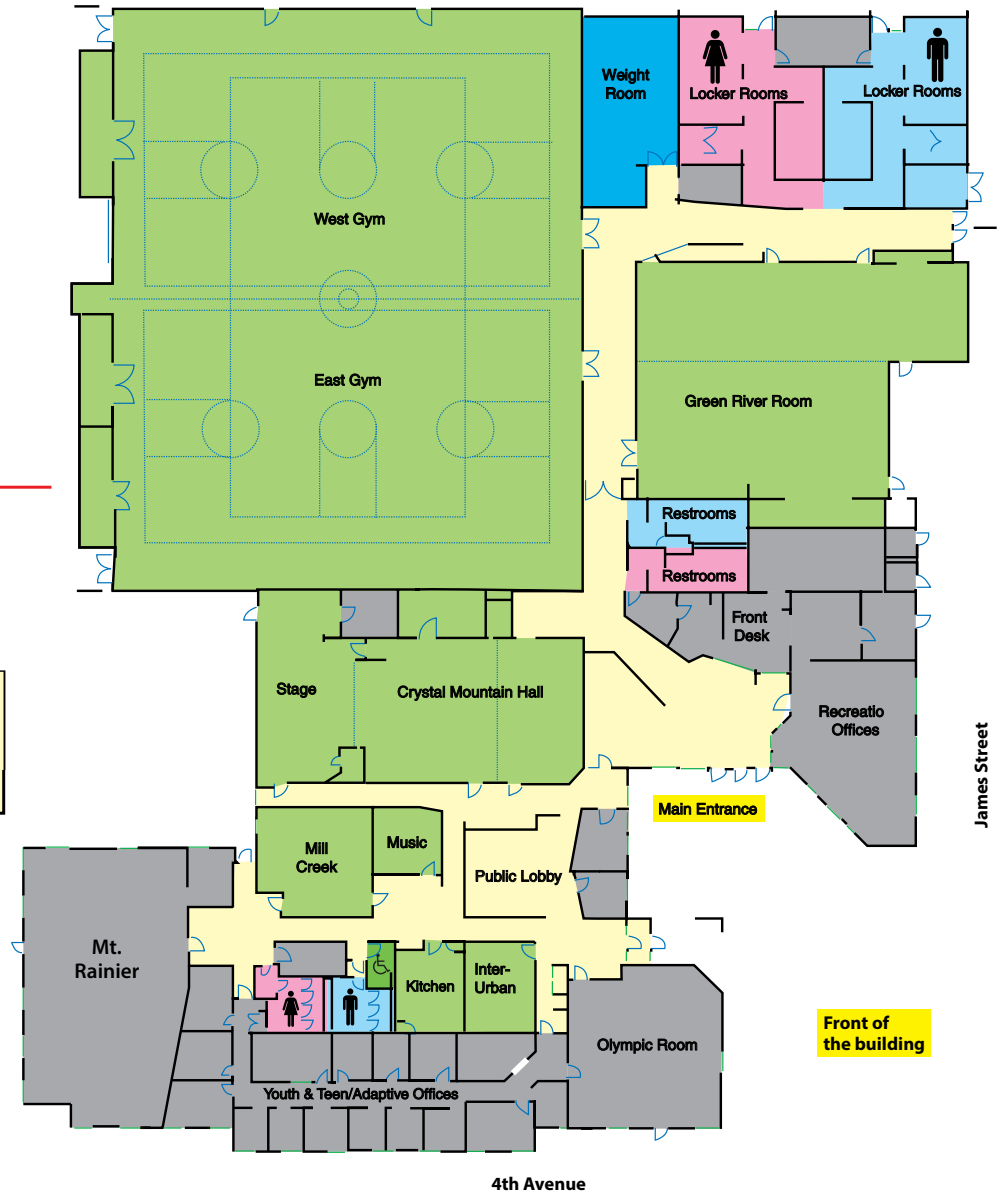 Weight
Room
Locker Rooms
Locker Rooms
West Gym
East Gym
Green River Room
Restrooms
Restrooms
Front
Desk
Stage
Crystal Mountain Hall
Recreatio
Offices
James Street
Main Entrance
Mill
Creek
Music
Public Lobby
Mt.
Rainier
Kitchen
Inter-
Urban
Olympic Room
Front of
the building
Youth & Teen/Adaptive Offices
4th Avenue